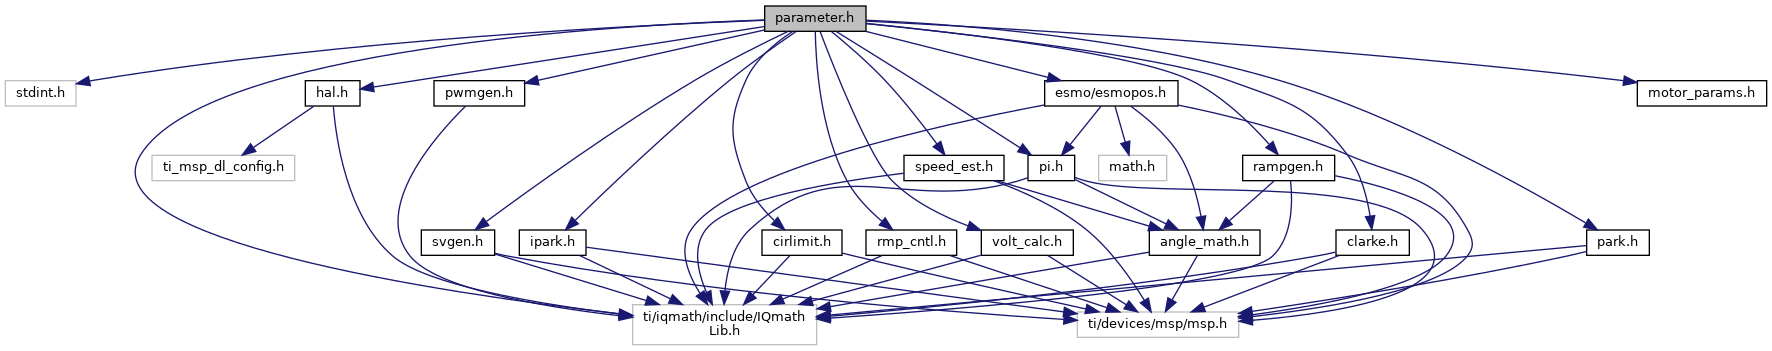 parameter.h
stdint.h
hal.h
pwmgen.h
esmo/esmopos.h
motor_params.h
ti_msp_dl_config.h
speed_est.h
pi.h
math.h
rampgen.h
svgen.h
ipark.h
cirlimit.h
rmp_cntl.h
volt_calc.h
angle_math.h
clarke.h
park.h
ti/iqmath/include/IQmath
Lib.h
ti/devices/msp/msp.h